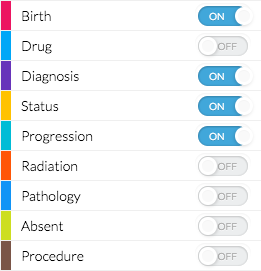 Birth ON
Drug OFF
Diagnosis ON
Status ON
Progression ON
Radiation OFF
Pathology OFF
Absent OFF
Procedure OFF